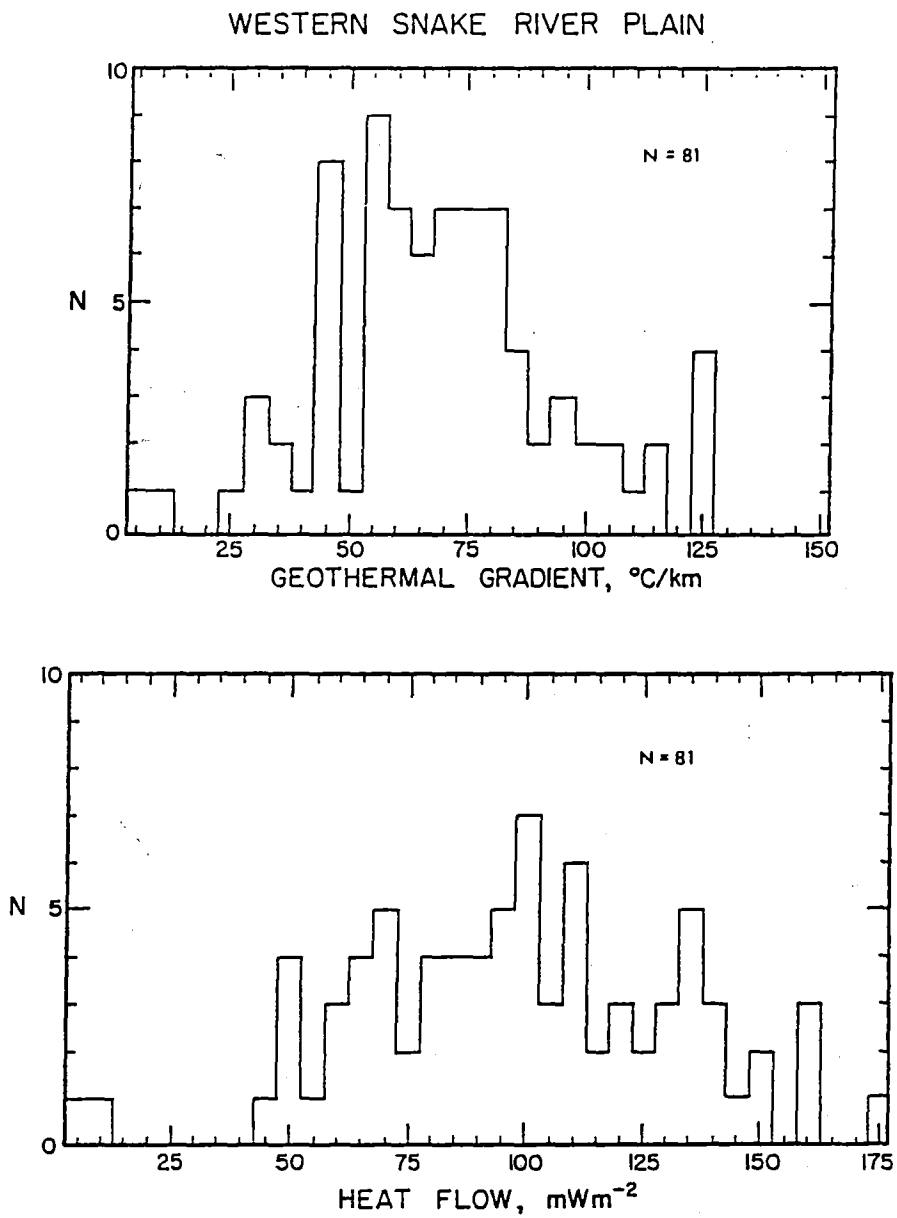 WESTERN SNAKE RIVER PLAIN
10
N = 81
N 5
0
25 50 75 100 125 150
GEOTHERMAL GRADIENT, °C/km
10
N = 81
N 5
0
25 50 75 100 125 150 175
HEAT FLOW, mWm⁻²